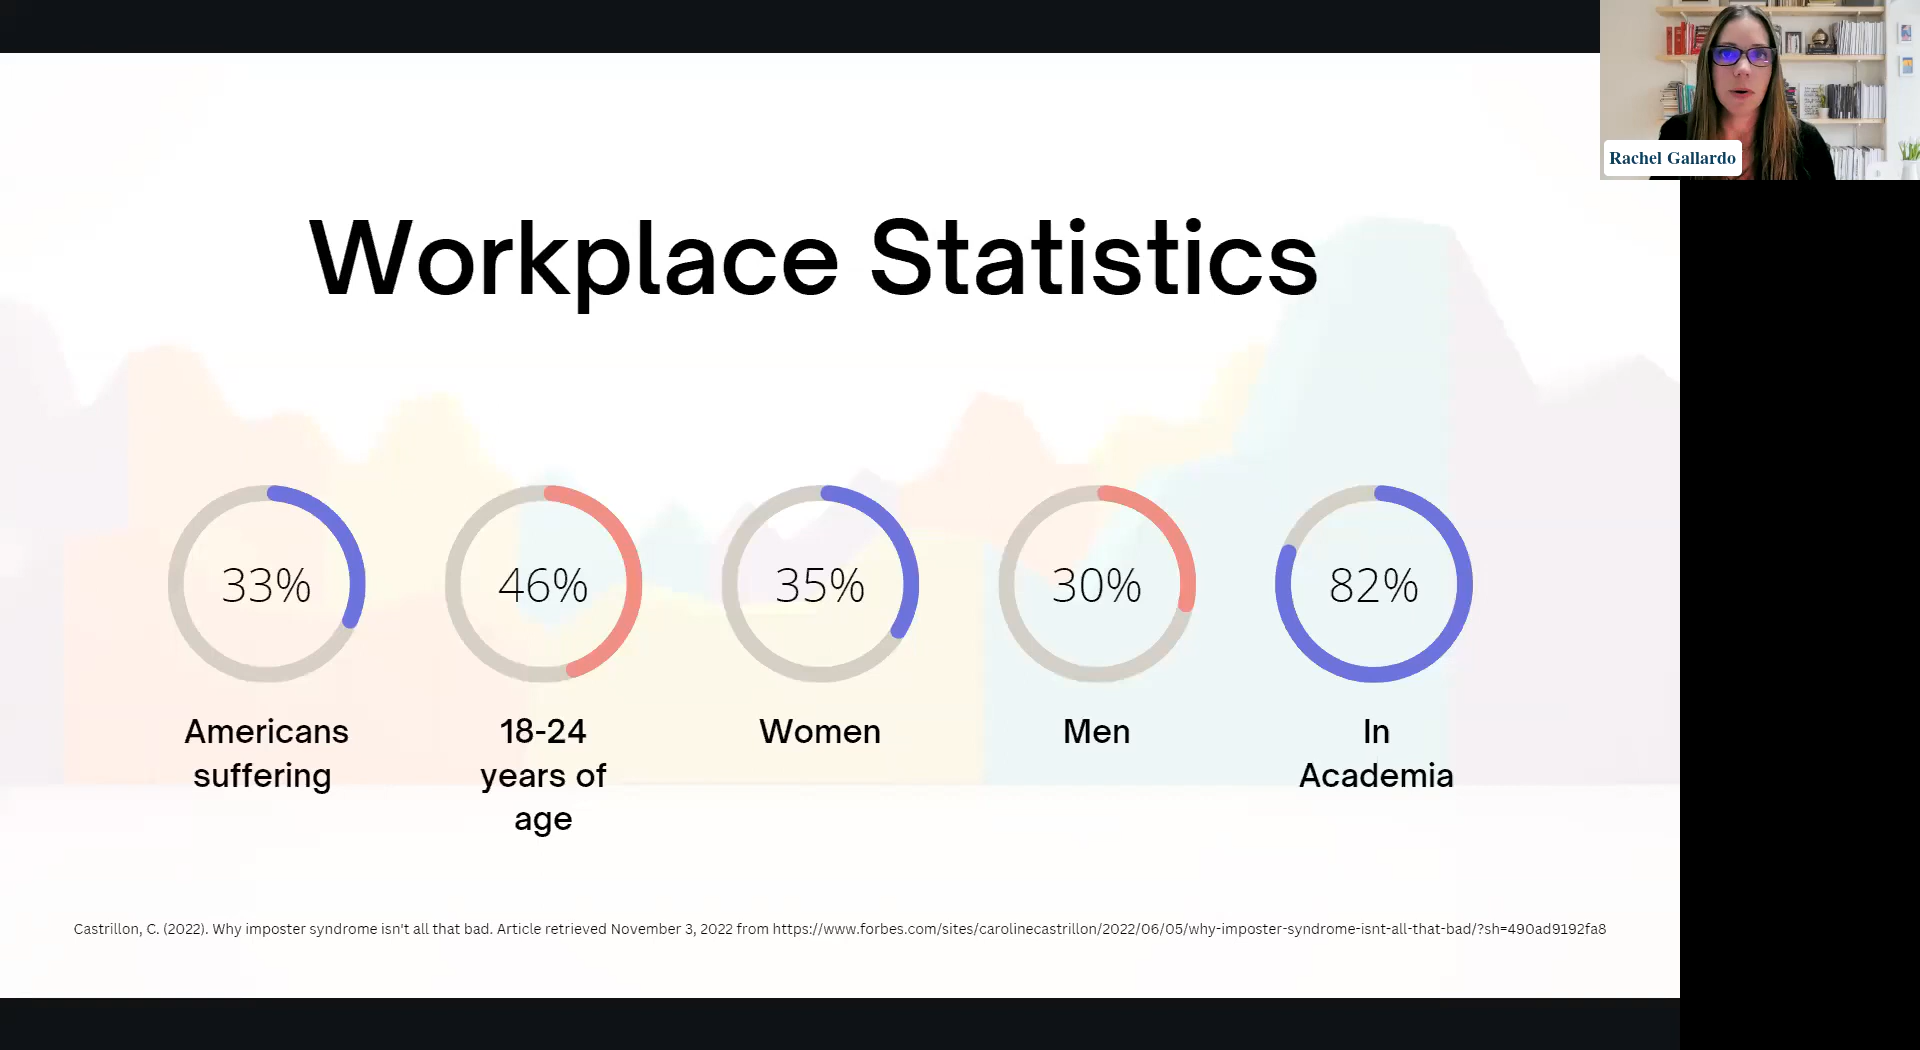 Rachel Gallardo
Workplace Statistics
33%
46%
35%
30%
82%
Americans
suffering
18-24
years of
age
Women
Men
In
Academia
Castrillon, C. (2022). Why imposter syndrome isn't all that bad. Article retrieved November 3, 2022 from https://www.forbes.com/sites/carolinecastrillon/2022/06/05/why-imposter-syndrome-isnt-all-that-bad/?sh=490ad9192fa8